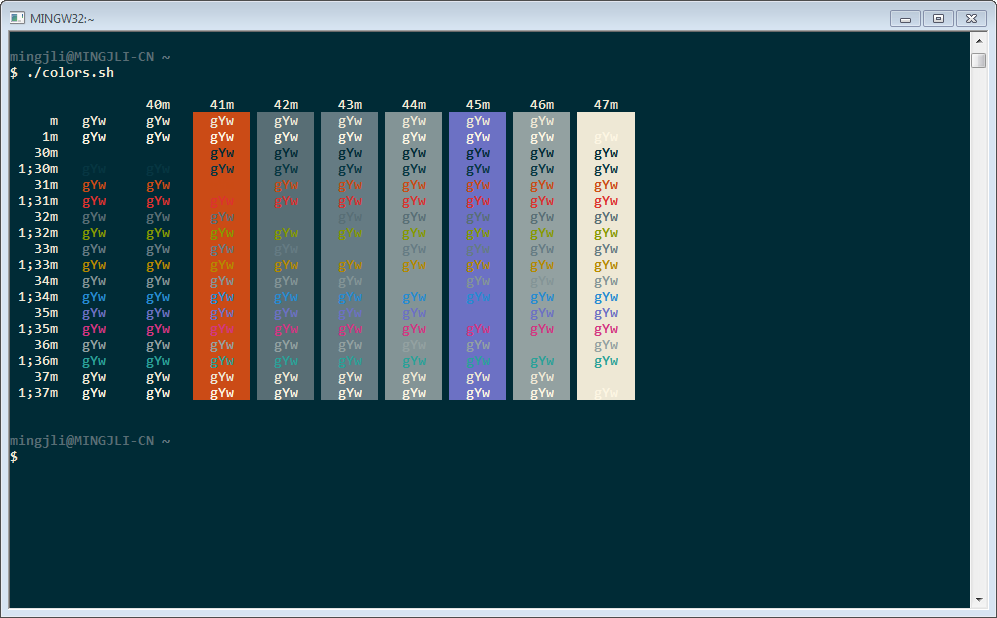 MINGW32:~
mingjli@MINGJLI-CN ~
$ ./colors.sh
40m 41m 42m 43m 44m 45m 46m 47m
m gYw gYw gYw gYw gYw gYw gYw gYw
1m gYw gYw gYw gYw gYw gYw gYw gYw gYw
30m gYw gYw gYw gYw gYw gYw gYw
1;30m gYw gYw gYw gYw gYw gYw gYw gYw gYw
31m gYw gYw gYw gYw gYw gYw gYw gYw
1;31m gYw gYw gYw gYw gYw gYw gYw gYw gYw
32m gYw gYw gYw gYw gYw gYw gYw gYw
1;32m gYw gYw gYw gYw gYw gYw gYw gYw gYw
33m gYw gYw gYw gYw gYw gYw gYw gYw
1;33m gYw gYw gYw gYw gYw gYw gYw gYw gYw
34m gYw gYw gYw gYw gYw gYw gYw gYw
1;34m gYw gYw gYw gYw gYw gYw gYw gYw gYw
35m gYw gYw gYw gYw gYw gYw gYw gYw
1;35m gYw gYw gYw gYw gYw gYw gYw gYw gYw
36m gYw gYw gYw gYw gYw gYw gYw gYw
1;36m gYw gYw gYw gYw gYw gYw gYw gYw gYw
37m gYw gYw gYw gYw gYw gYw gYw gYw
1;37m gYw gYw gYw gYw gYw gYw gYw gYw gYw
mingjli@MINGJLI-CN ~
$